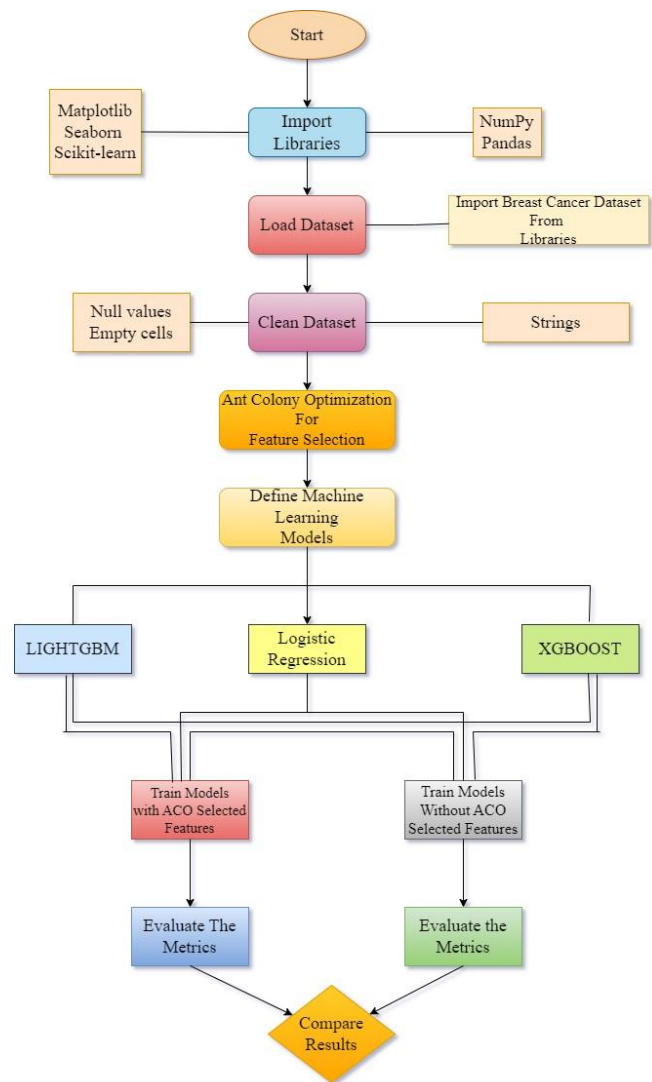 Start
Matplotlib
Seaborn
Scikit-learn
Import
Libraries
NumPy
Pandas
Load Dataset
Import Breast Cancer Dataset
From
Libraries
Null values
Empty cells
Clean Dataset
Strings
Ant Colony Optimization
For
Feature Selection
Define Machine
Learning
Models
LIGHTGBM
Logistic
Regression
XGBOOST
Train Models
with ACO Selected
Features
Train Models
Without ACO
Selected Features
Evaluate The
Metrics
Evaluate the
Metrics
Compare
Results